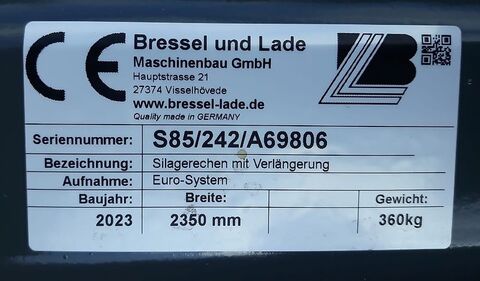 CE
Bressel und Lade
Maschinenbau GmbH
Hauptstrasse 21
27374 Visselhövede
www.bressel-lade.de
Quality made in GERMANY
LB
Seriennummer: S85/242/A69806
Bezeichnung: Silagerechen mit Verlängerung
Aufnahme: Euro-System
Baujahr: Breite: Gewicht:
2023 2350 mm 360kg